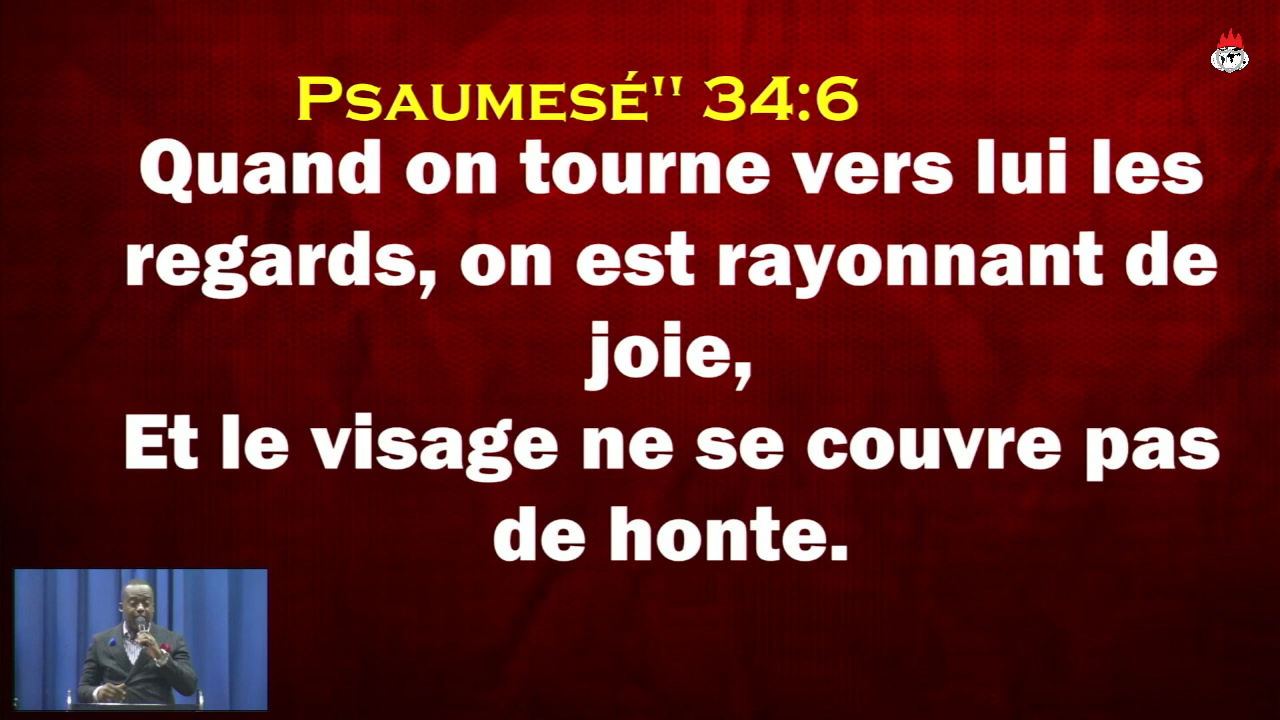 Psaumesé" 34:6
Quand on tourne vers lui les
regards, on est rayonnant de
joie,
Et le visage ne se couvre pas
de honte.